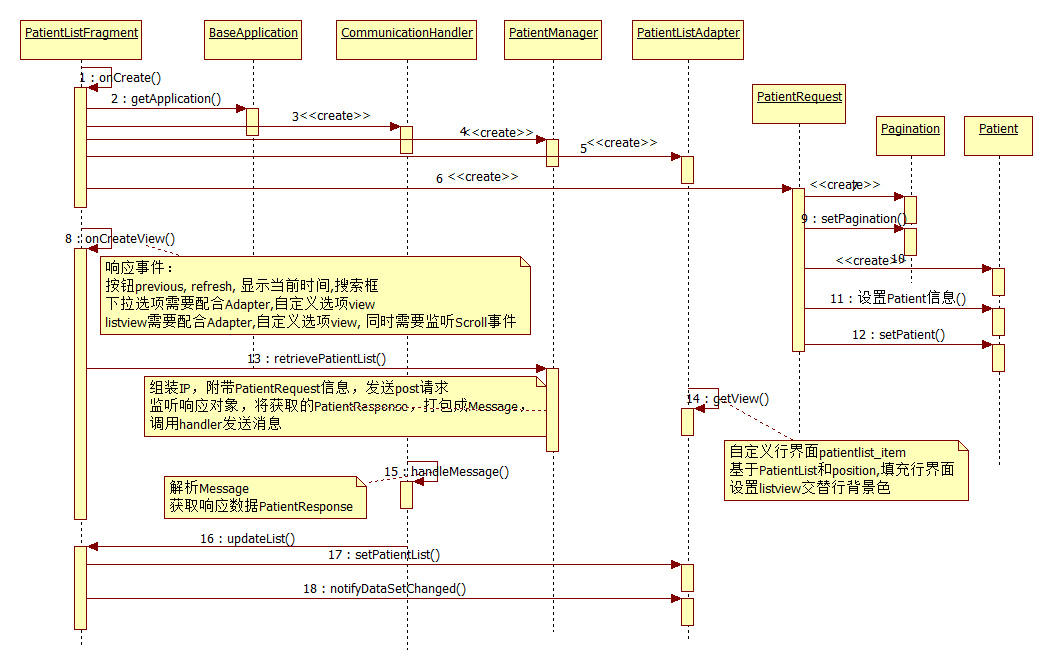 PatientListFragment
BaseApplication
CommunicationHandler
PatientManager
PatientListAdapter
PatientRequest
Pagination
Patient
1 : onCreate()
2 : getApplication()
3 <<create>>
4 <<create>>
5 <<create>>
6 <<create>>
7 <<create>>
9 : setPagination()
8 : onCreateView()
10 <<create>>
响应事件：
按钮previous, refresh, 显示当前时间,搜索框
下拉选项需要配合Adapter,自定义选项view
listview需要配合Adapter,自定义选项view, 同时需要监听Scroll事件
11 : 设置Patient信息()
12 : setPatient()
13 : retrievePatientList()
组装IP，附带PatientRequest信息，发送post请求
监听响应对象，将获取的PatientResponse，打包成Message，
调用handler发送消息
14 : getView()
自定义行界面patientlist_item
基于PatientList和position,填充行界面
设置listview交替行背景色
15 : handleMessage()
解析Message
获取响应数据PatientResponse
16 : updateList()
17 : setPatientList()
18 : notifyDataSetChanged()